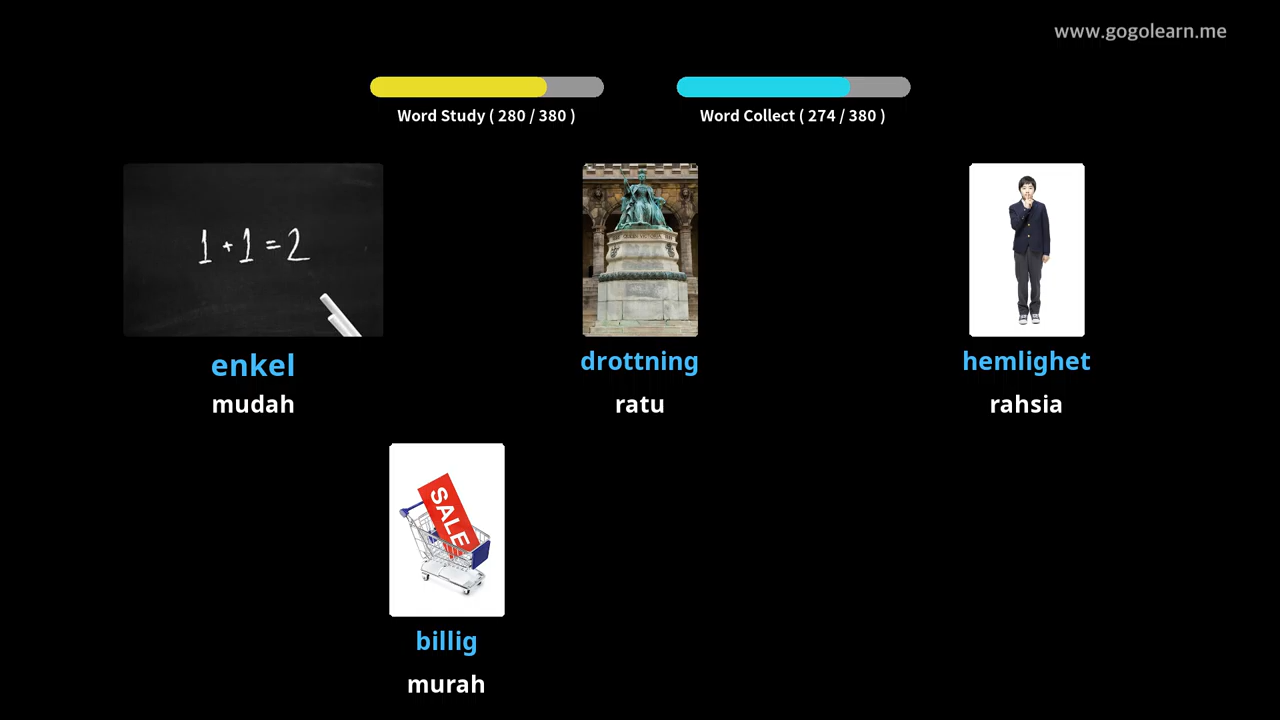 www.gogolearn.me
Word Study ( 280 / 380 )
Word Collect ( 274 / 380 )
1 + 1 = 2
enkel
mudah
drottning
ratu
hemlighet
rahsia
SALE
billig
murah